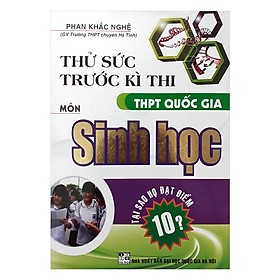 PHAN KHẮC NGHỆ
(GV Trường THPT chuyên Hà Tĩnh)
THỬ SỨC
TRƯỚC KÌ THI
THPT QUỐC GIA
MÔN
Sinh học
TẠI SAO HỌ ĐẠT ĐIỂM
10?
NHÀ XUẤT BẢN ĐẠI HỌC QUỐC GIA HÀ NỘI